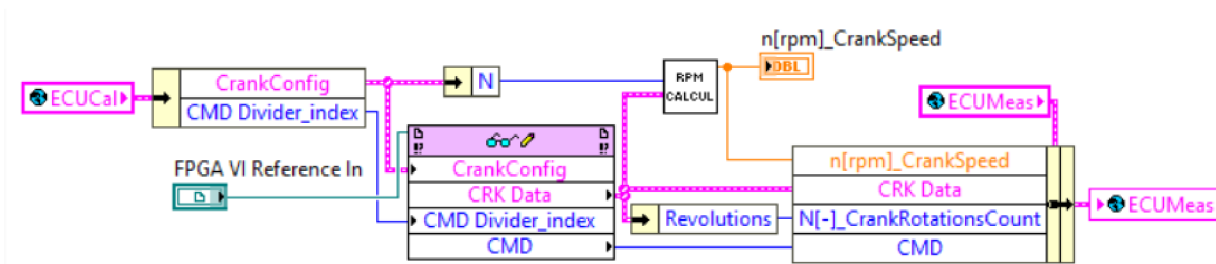 n[rpm]_CrankSpeed
DBL
ECUCal
CrankConfig
CMD Divider_index
N
RPM
CALCUL
ECUMeas
FPGA VI Reference In
CrankConfig
CRK Data
CMD Divider_index
CMD
Revolutions
n[rpm]_CrankSpeed
CRK Data
N[-]_CrankRotationsCount
CMD
ECUMeas